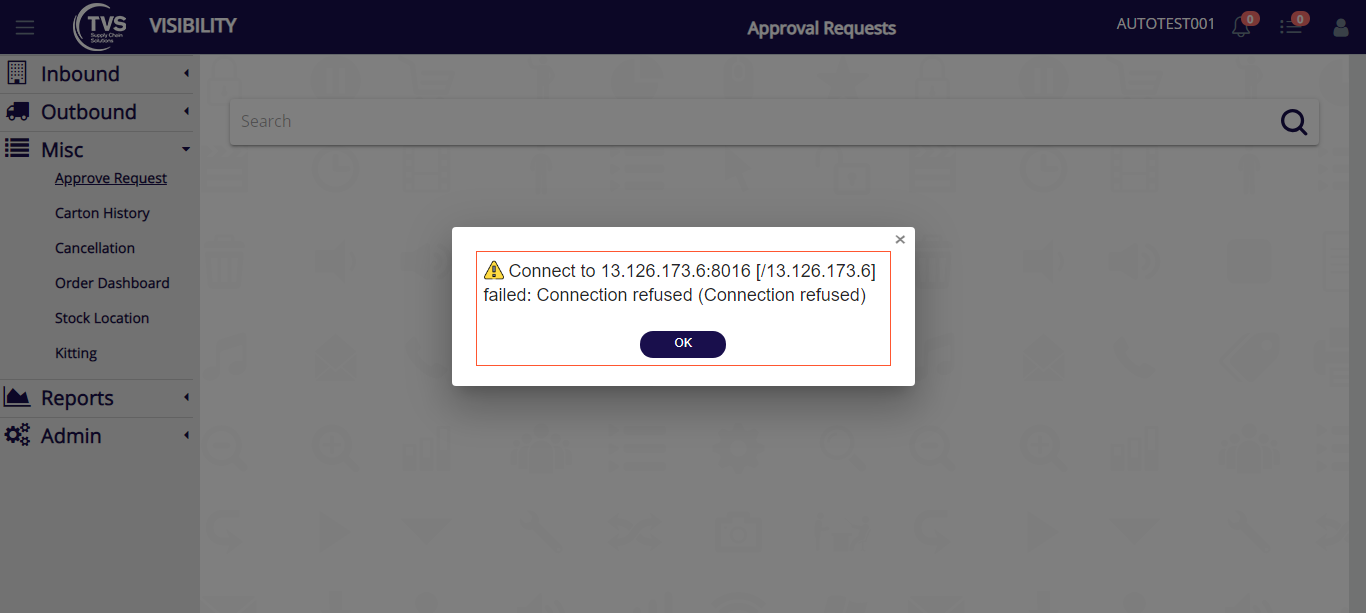 TVS
Supply Chain
Solutions
VISIBILITY
Approval Requests
AUTOTEST001
0
0
Inbound
Outbound
Misc
Approve Request
Carton History
Cancellation
Order Dashboard
Stock Location
Kitting
Reports
Admin
Search
×
Connect to 13.126.173.6:8016 [/13.126.173.6]
failed: Connection refused (Connection refused)
OK